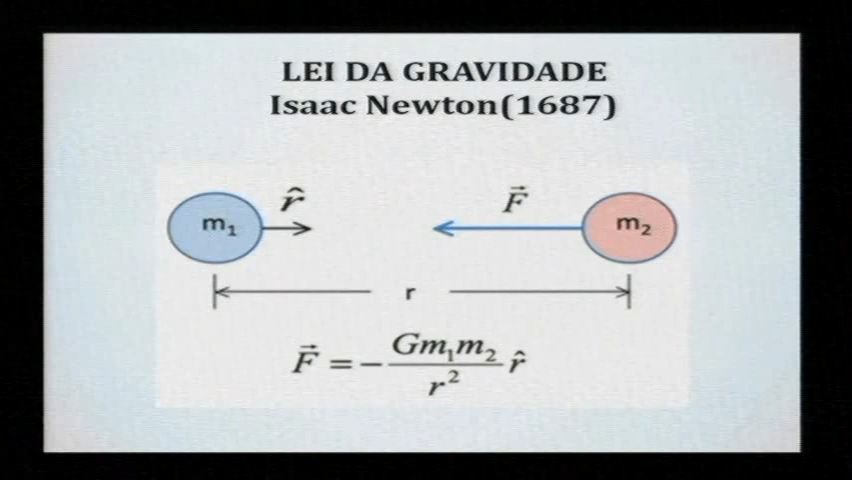 LEI DA GRAVIDADE
Isaac Newton(1687)
m₁ r̂ F⃗ m₂
r
F⃗ = − Gm₁m₂ / r² r̂